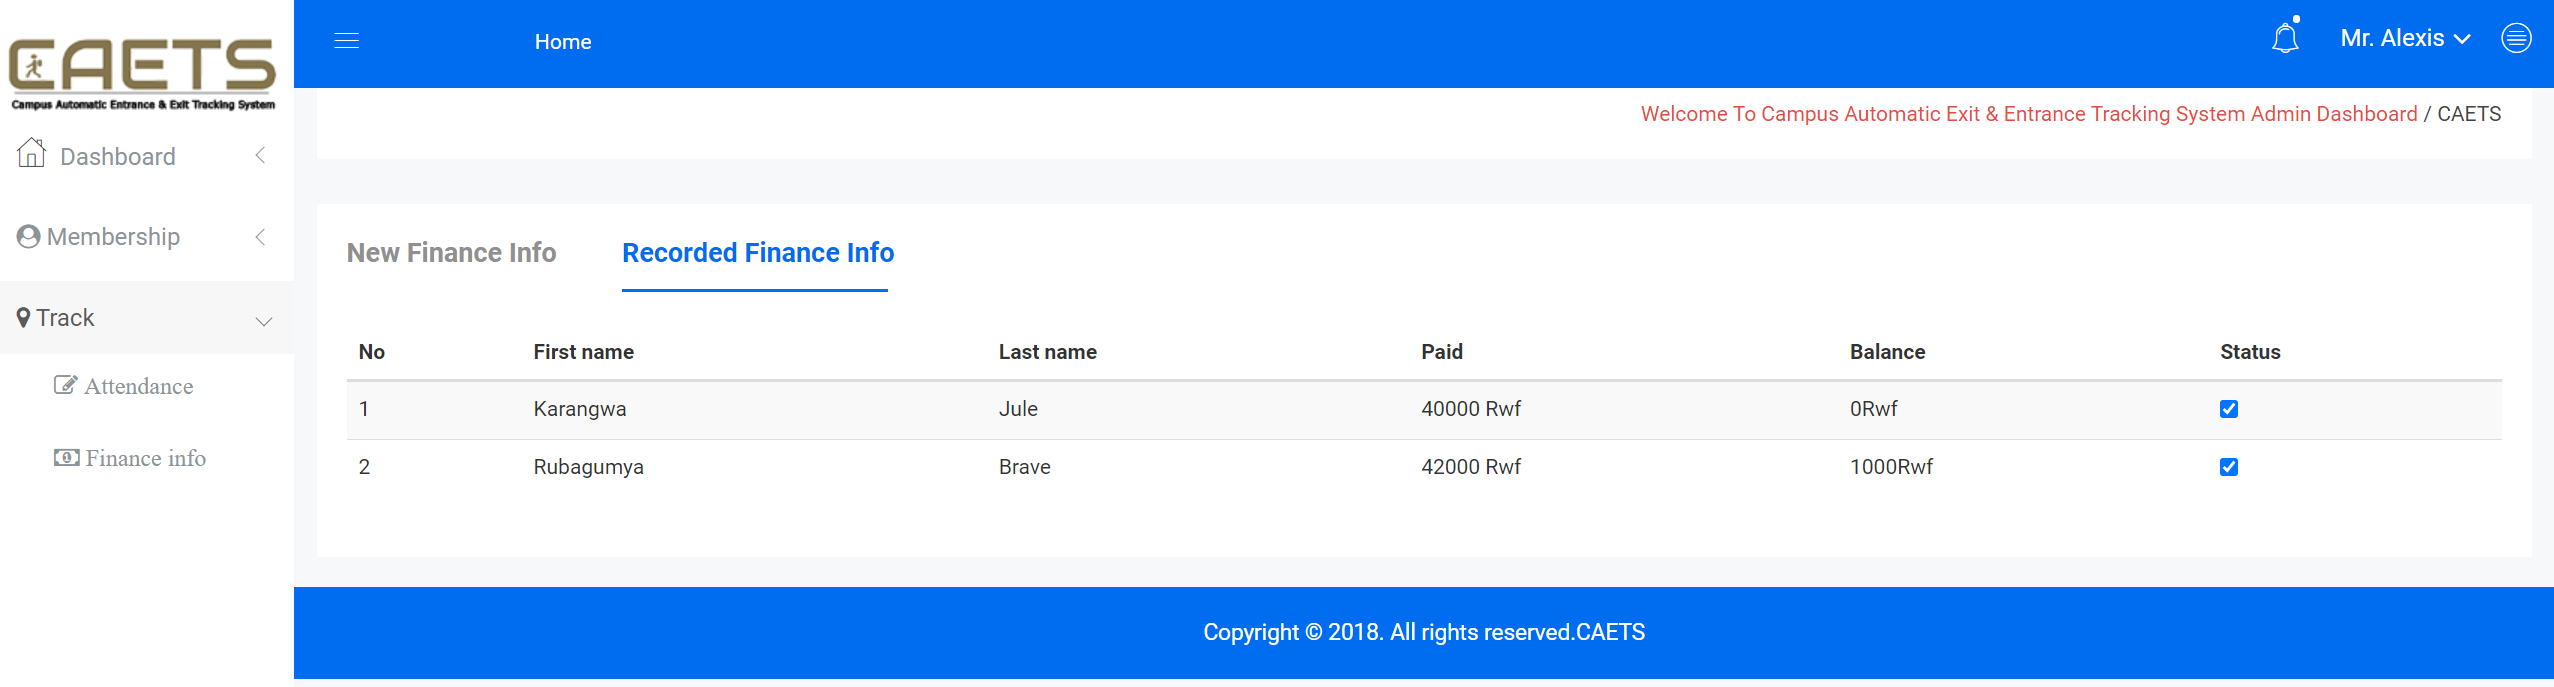 CAETS
Campus Automatic Entrance & Exit Tracking System
Dashboard
Membership
Track
Attendance
Finance info
Home
Mr. Alexis
Welcome To Campus Automatic Exit & Entrance Tracking System Admin Dashboard / CAETS
New Finance Info Recorded Finance Info
No First name Last name Paid Balance Status
1 Karangwa Jule 40000 Rwf 0Rwf
2 Rubagumya Brave 42000 Rwf 1000Rwf
Copyright © 2018. All rights reserved.CAETS